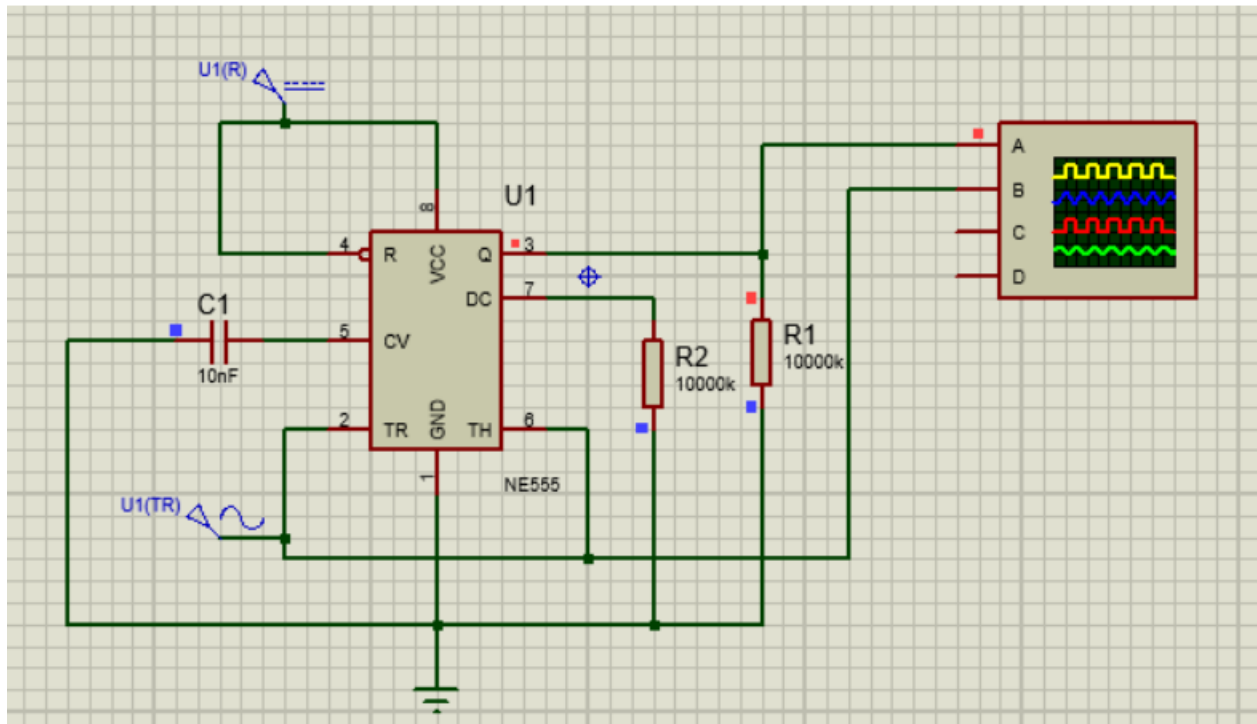 U1(R)
U1
8
VCC
4
R
Q
3
DC
7
C1
10nF
5
CV
R2
10000k
R1
10000k
2
TR
GND
TH
6
1
NE555
U1(TR)
A
B
C
D